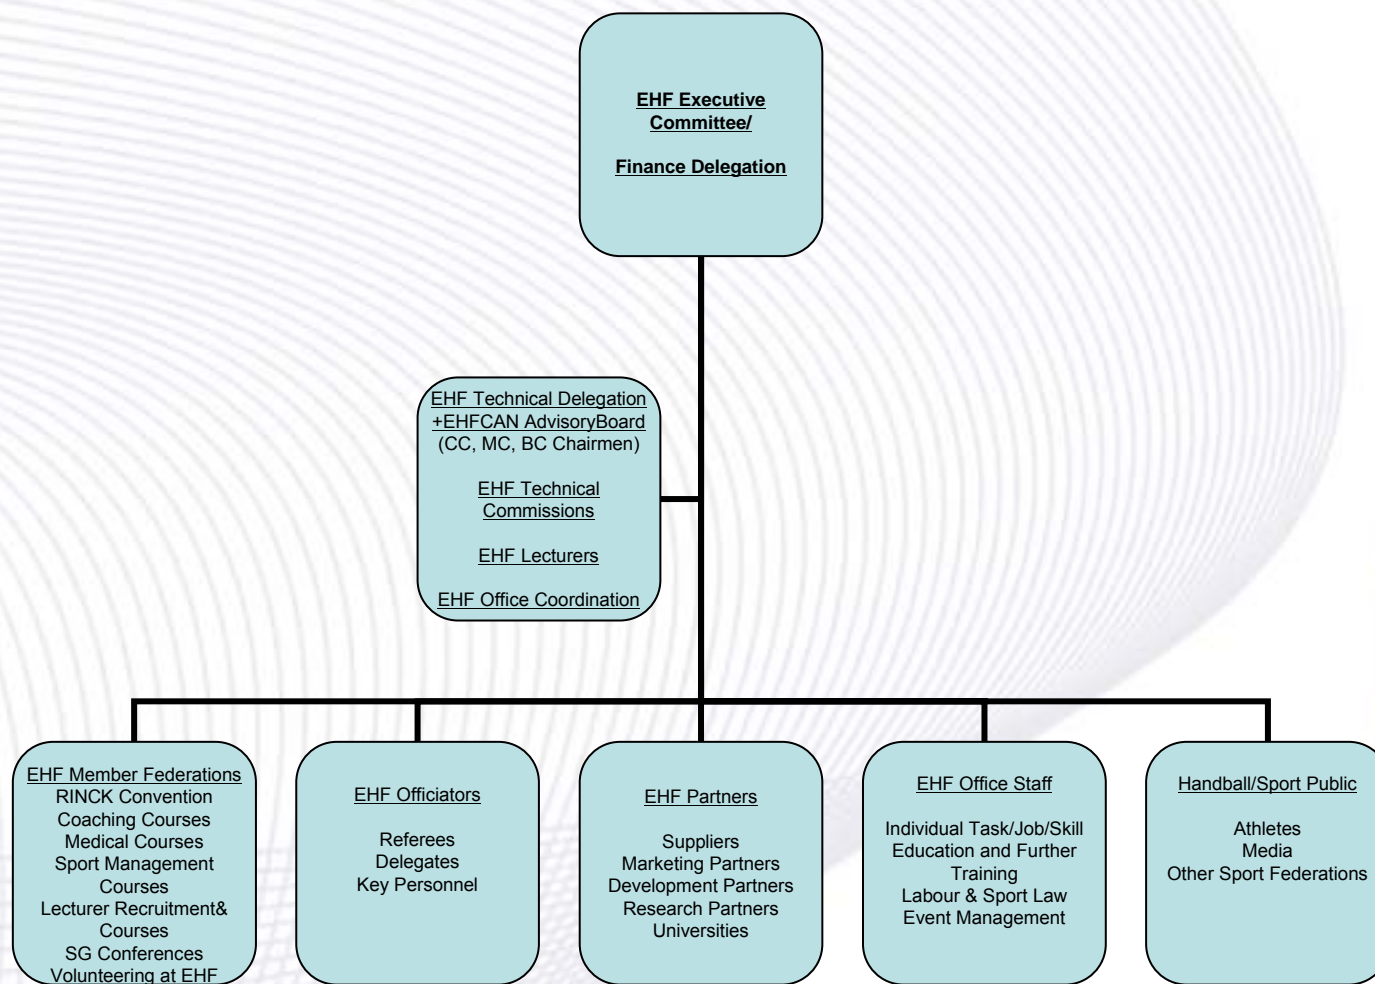 EHF Executive
Committee/
Finance Delegation
EHF Technical Delegation
+EHFCAN AdvisoryBoard
(CC, MC, BC Chairmen)
EHF Technical
Commissions
EHF Lecturers
EHF Office Coordination
EHF Member Federations
RINCK Convention
Coaching Courses
Medical Courses
Sport Management
Courses
Lecturer Recruitment&
Courses
SG Conferences
Volunteering at EHF
EHF Officiators
Referees
Delegates
Key Personnel
EHF Partners
Suppliers
Marketing Partners
Development Partners
Research Partners
Universities
EHF Office Staff
Individual Task/Job/Skill
Education and Further
Training
Labour & Sport Law
Event Management
Handball/Sport Public
Athletes
Media
Other Sport Federations